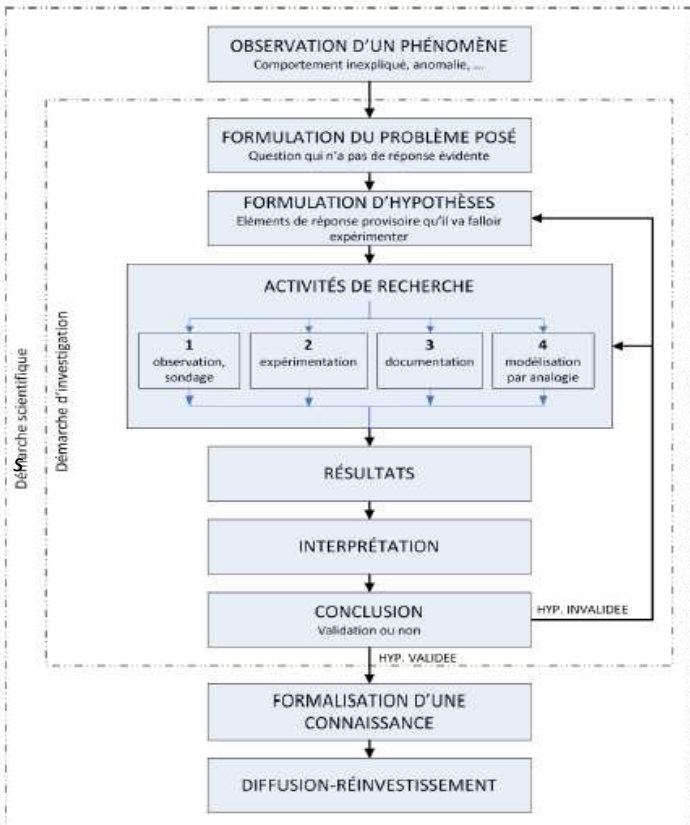 OBSERVATION D'UN PHÉNOMÈNE
Comportement inexpliqué, anomalie, ...
FORMULATION DU PROBLÈME POSÉ
Question qui n'a pas de réponse évidente
FORMULATION D'HYPOTHÈSES
Eléments de réponse provisoire qu'il va falloir
expérimenter
ACTIVITÉS DE RECHERCHE
1
observation,
sondage
2
expérimentation
3
documentation
4
modélisation
par analogie
RÉSULTATS
INTERPRÉTATION
CONCLUSION
Validation ou non
HYP. INVALIDEE
HYP. VALIDEE
FORMALISATION D'UNE
CONNAISSANCE
DIFFUSION-RÉINVESTISSEMENT
Démarche scientifique
Démarche d'investigation